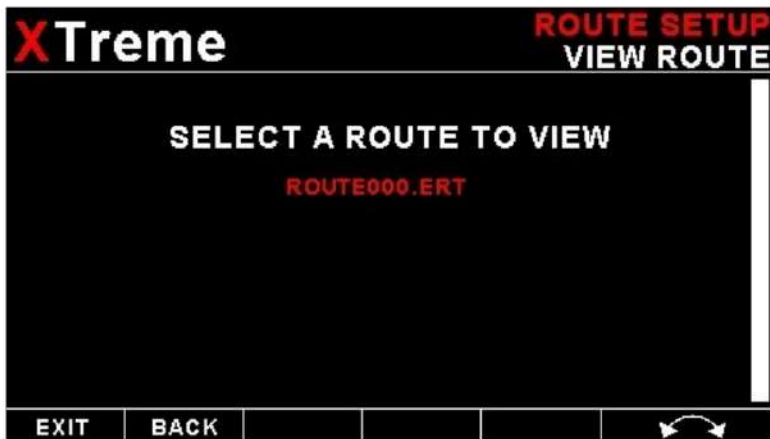 XTreme
ROUTE SETUP
VIEW ROUTE
SELECT A ROUTE TO VIEW
ROUTE000.ERT
EXIT BACK